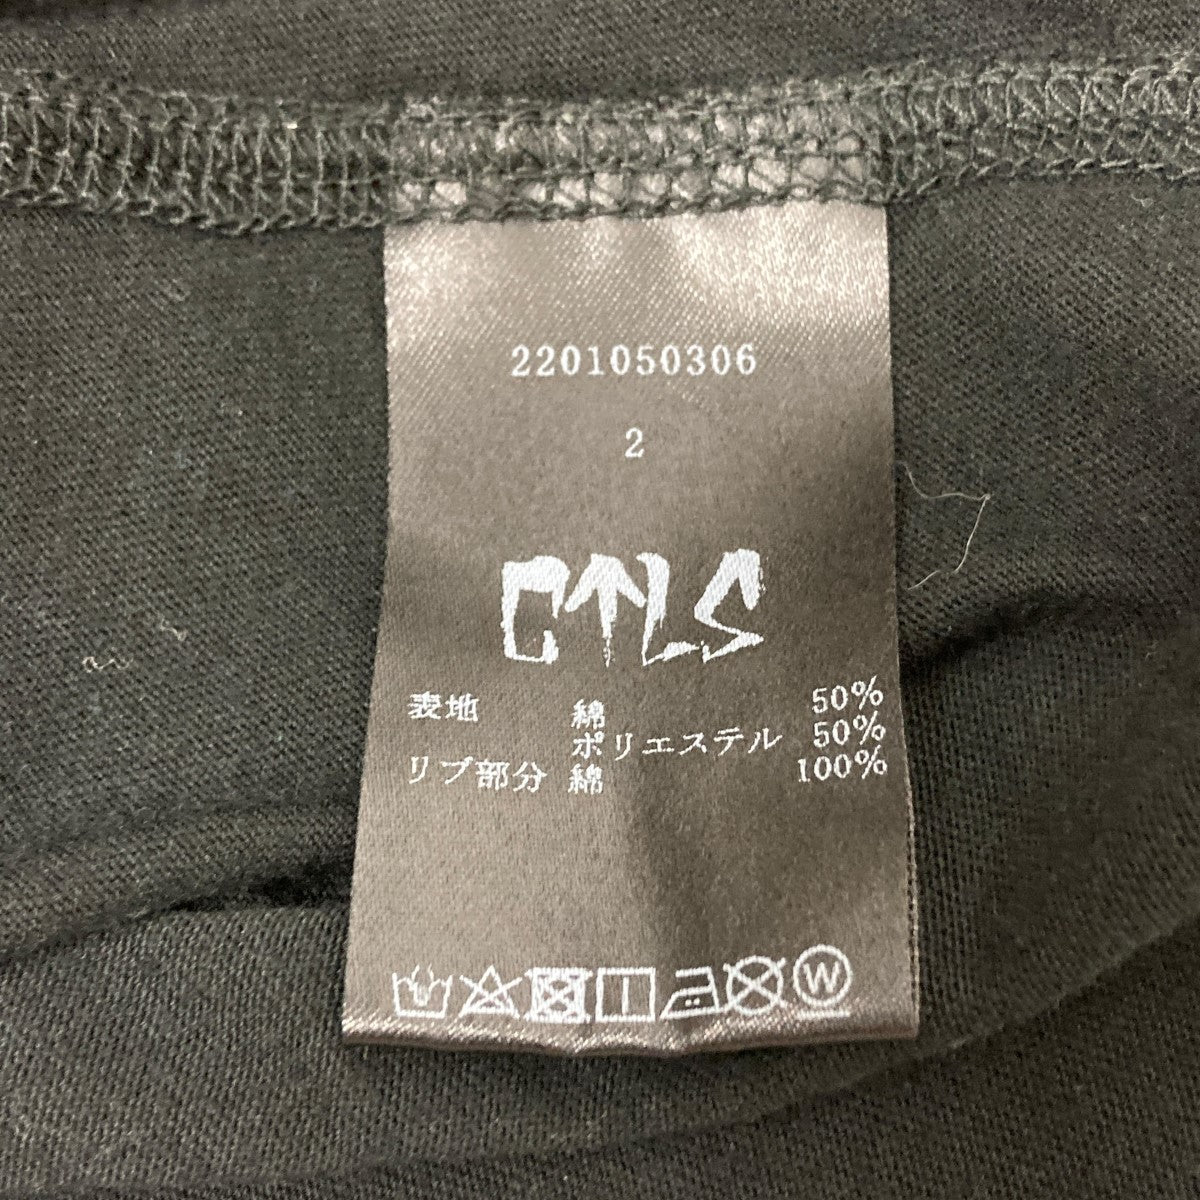 2201050306
2
CTLS
表地 綿 50%
ポリエステル 50%
リブ部分 綿 100%
W